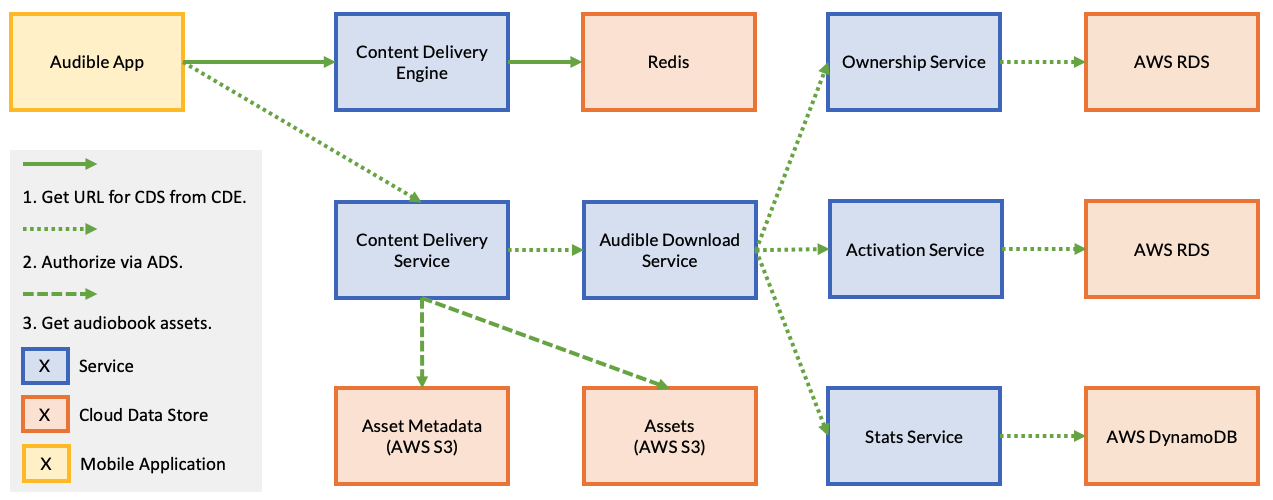 Audible App
Content Delivery
Engine
Redis
Ownership Service
AWS RDS
1. Get URL for CDS from CDE.
2. Authorize via ADS.
3. Get audiobook assets.
X
Service
X
Cloud Data Store
X
Mobile Application
Content Delivery
Service
Audible Download
Service
Activation Service
AWS RDS
Asset Metadata
(AWS S3)
Assets
(AWS S3)
Stats Service
AWS DynamoDB